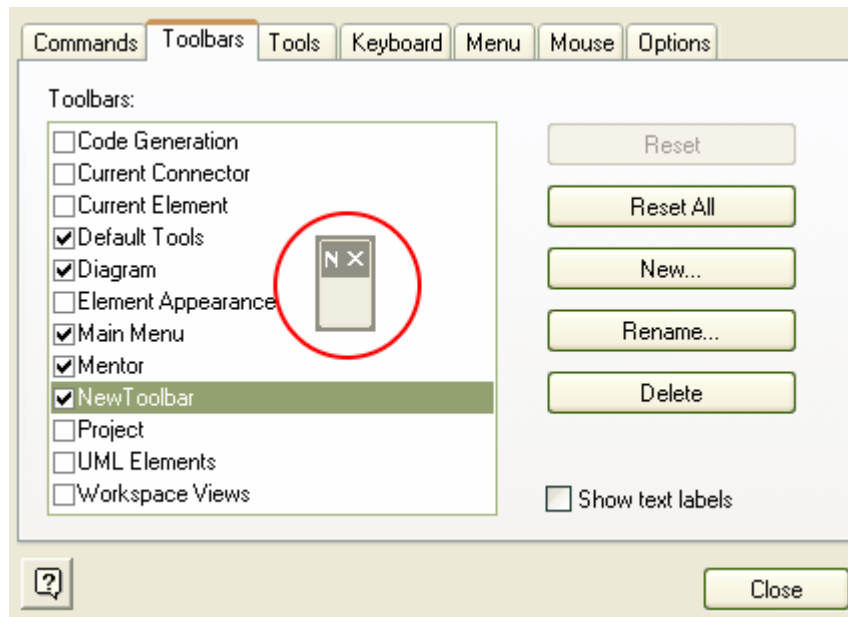 Commands Toolbars Tools Keyboard Menu Mouse Options
Toolbars:
Code Generation
Current Connector
Current Element
Default Tools
Diagram
Element Appearance
Main Menu
Mentor
NewToolbar
Project
UML Elements
Workspace Views
N X
Reset
Reset All
New...
Rename...
Delete
Show text labels
?
Close